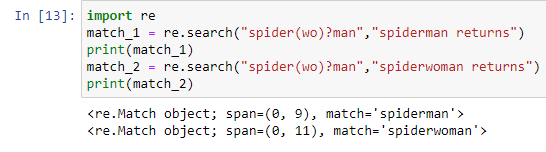 In [13]: import re
match_1 = re.search("spider(wo)?man","spiderman returns")
print(match_1)
match_2 = re.search("spider(wo)?man","spiderwoman returns")
print(match_2)
<re.Match object; span=(0, 9), match='spiderman'>
<re.Match object; span=(0, 11), match='spiderwoman'>